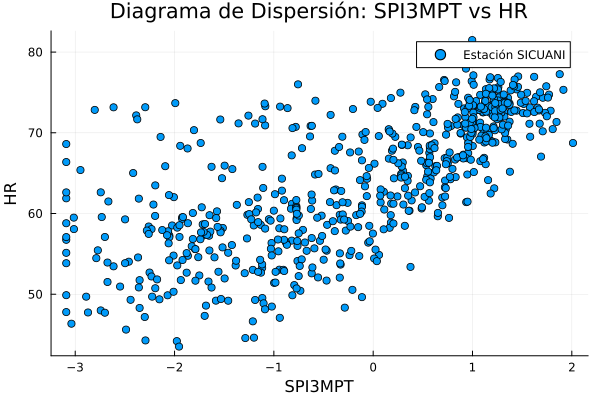 Diagrama de Dispersión: SPI3MPT vs HR
Estación SICUANI
80
70
60
50
HR
−3
−2
−1
0
1
2
SPI3MPT